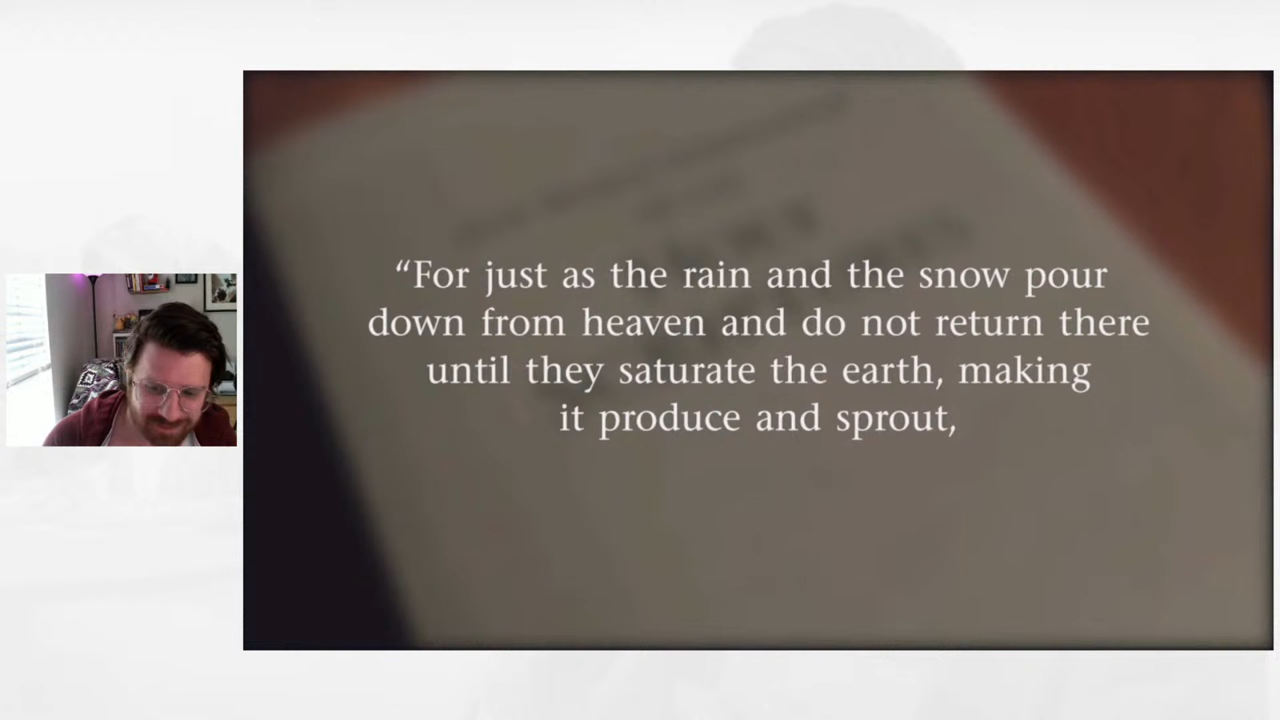 “For just as the rain and the snow pour
down from heaven and do not return there
until they saturate the earth, making
it produce and sprout,